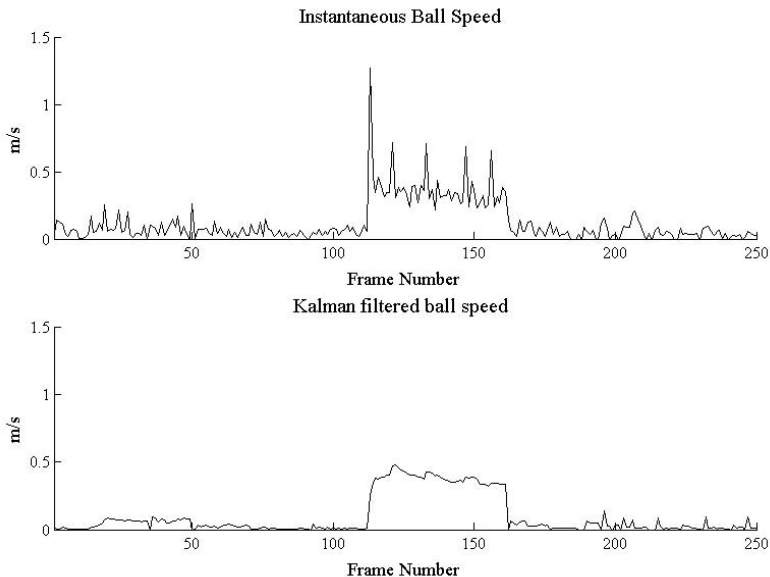 Instantaneous Ball Speed
1.5
1
0.5
0
m/s
50 100 150 200 250
Frame Number
Kalman filtered ball speed
1.5
1
0.5
0
m/s
50 100 150 200 250
Frame Number